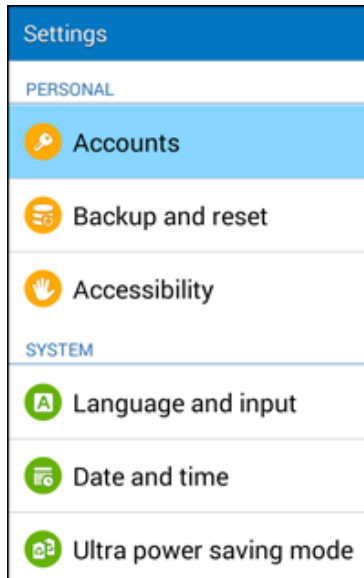 Settings
PERSONAL
Accounts
Backup and reset
Accessibility
SYSTEM
A Language and input
Date and time
Ultra power saving mode